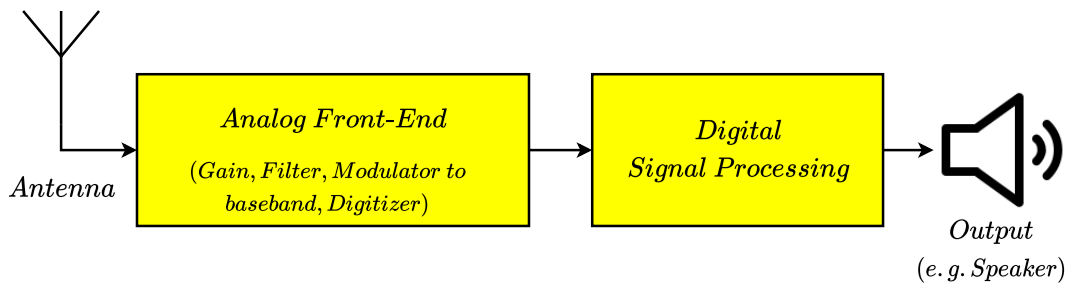 Antenna
Analog Front-End
(Gain, Filter, Modulator to
baseband, Digitizer)
Digital
Signal Processing
Output
(e.g. Speaker)